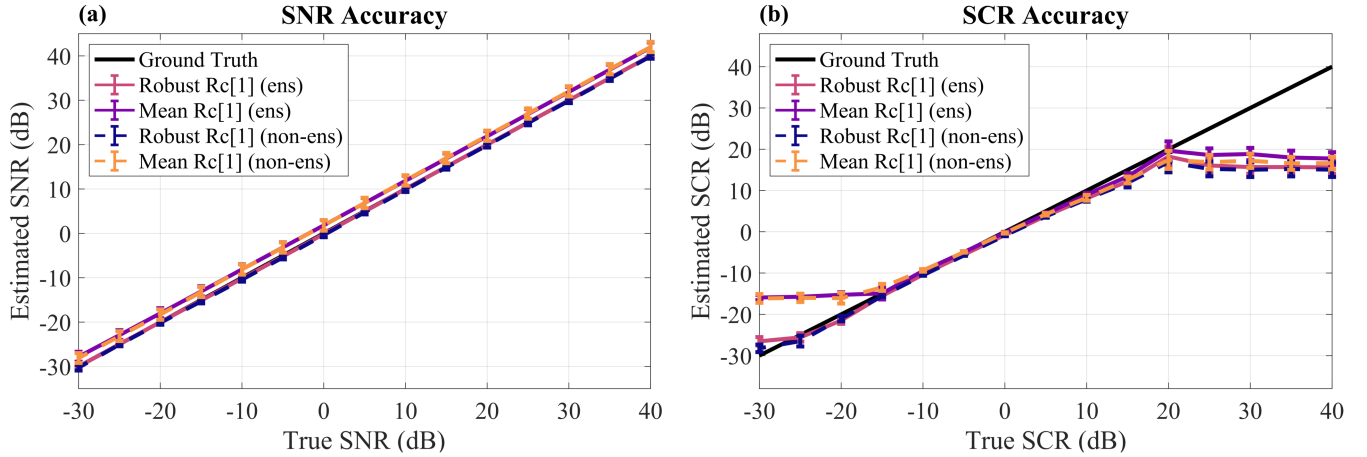 (a)
SNR Accuracy
Ground Truth
Robust Rc[1] (ens)
Mean Rc[1] (ens)
Robust Rc[1] (non-ens)
Mean Rc[1] (non-ens)
Estimated SNR (dB)
40
30
20
10
0
-10
-20
-30
-30 -20 -10 0 10 20 30 40
True SNR (dB)
(b)
SCR Accuracy
Ground Truth
Robust Rc[1] (ens)
Mean Rc[1] (ens)
Robust Rc[1] (non-ens)
Mean Rc[1] (non-ens)
Estimated SCR (dB)
40
30
20
10
0
-10
-20
-30
-30 -20 -10 0 10 20 30 40
True SCR (dB)